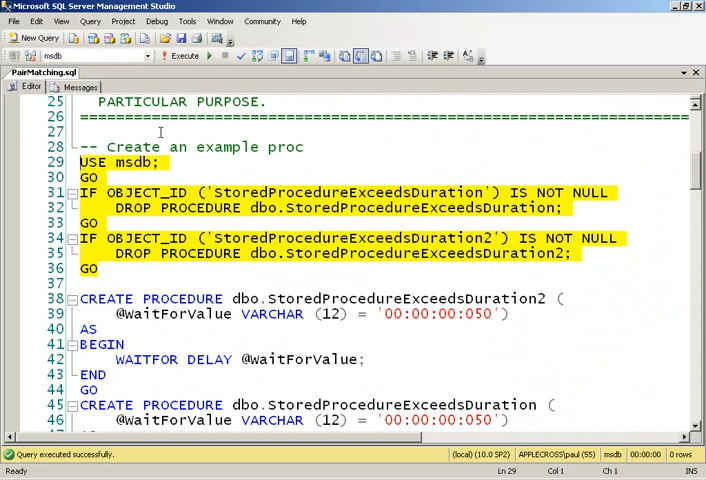 Microsoft SQL Server Management Studio
File Edit View Query Project Debug Tools Window Community Help
New Query
msdb Execute
PairMatching.sql
Editor Messages
25 PARTICULAR PURPOSE.
26 =====================================================================
27
28 -- Create an example proc
29 USE msdb;
30 GO
31 IF OBJECT_ID ('StoredProcedureExceedsDuration') IS NOT NULL
32 DROP PROCEDURE dbo.StoredProcedureExceedsDuration;
33 GO
34 IF OBJECT_ID ('StoredProcedureExceedsDuration2') IS NOT NULL
35 DROP PROCEDURE dbo.StoredProcedureExceedsDuration2;
36 GO
37
38 CREATE PROCEDURE dbo.StoredProcedureExceedsDuration2 (
39 @WaitForValue VARCHAR (12) = '00:00:00:050')
40 AS
41 BEGIN
42 WAITFOR DELAY @WaitForValue;
43 END
44 GO
45 CREATE PROCEDURE dbo.StoredProcedureExceedsDuration (
46 @WaitForValue VARCHAR (12) = '00:00:00:050')
Query executed successfully. (local) (10.0 SP2) APPLECROSS\paul (55) msdb 00:00:00 0 rows
Ready Ln 29 Col 1 Ch 1 INS